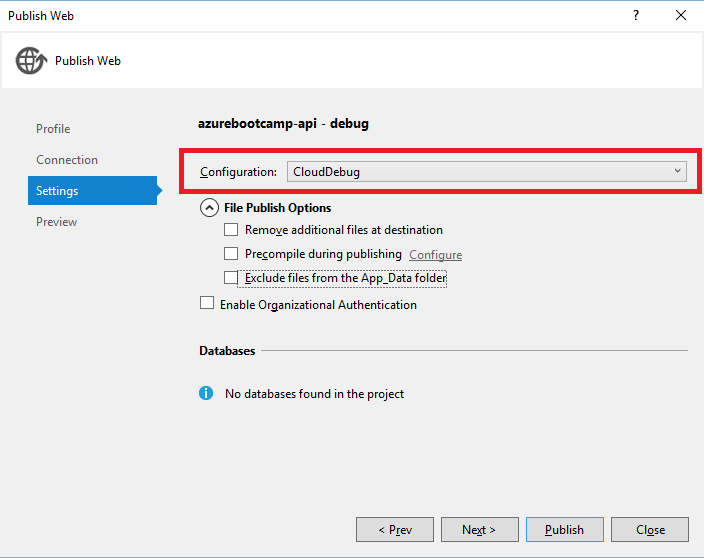 Publish Web
?
Publish Web
azurebootcamp-api - debug
Profile
Connection
Settings
Preview
Configuration: CloudDebug
File Publish Options
Remove additional files at destination
Precompile during publishing Configure
Exclude files from the App_Data folder
Enable Organizational Authentication
Databases
i No databases found in the project
< Prev
Next >
Publish
Close